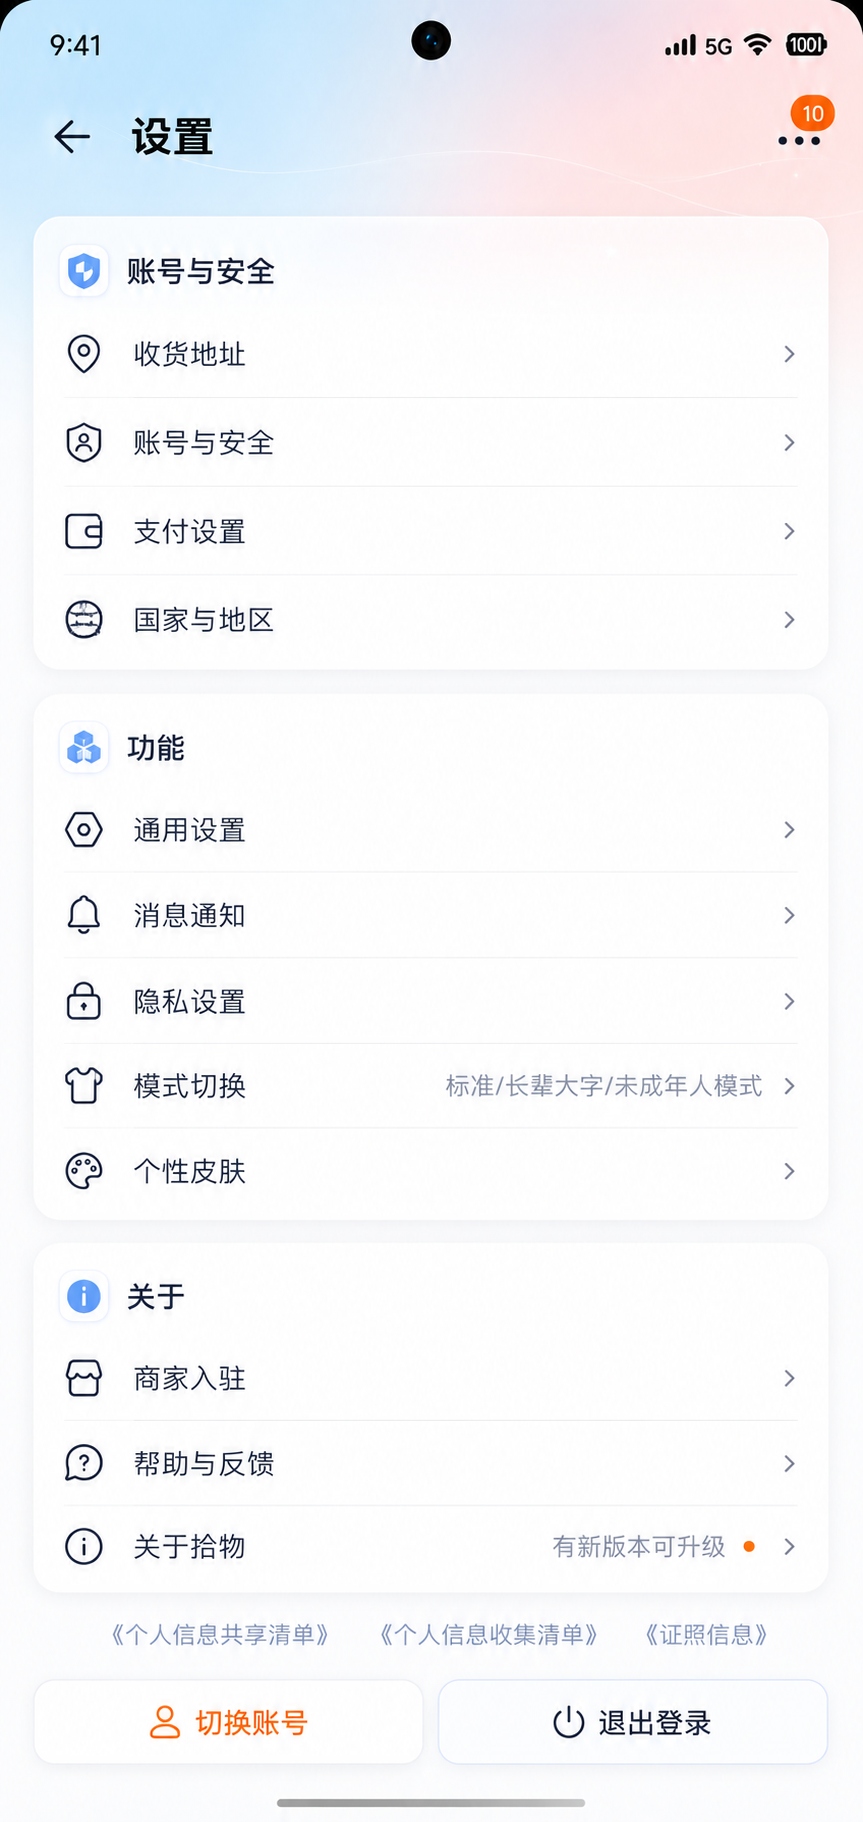 9:41
5G
100
设置
10
账号与安全
收货地址
账号与安全
支付设置
国家与地区
功能
通用设置
消息通知
隐私设置
模式切换 标准/长辈大字/未成年人模式
个性皮肤
关于
商家入驻
帮助与反馈
关于拾物 有新版本可升级
《个人信息共享清单》 《个人信息收集清单》 《证照信息》
切换账号 退出登录